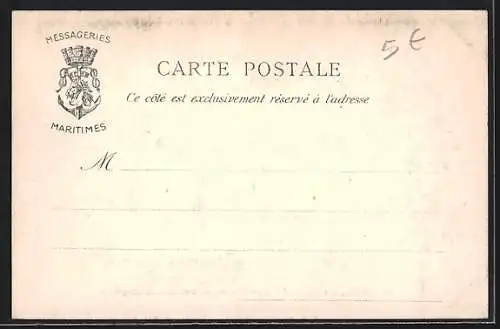 MESSAGERIES
MARITIMES
5€
CARTE POSTALE
Ce côté est exclusivement réservé à l'adresse
M